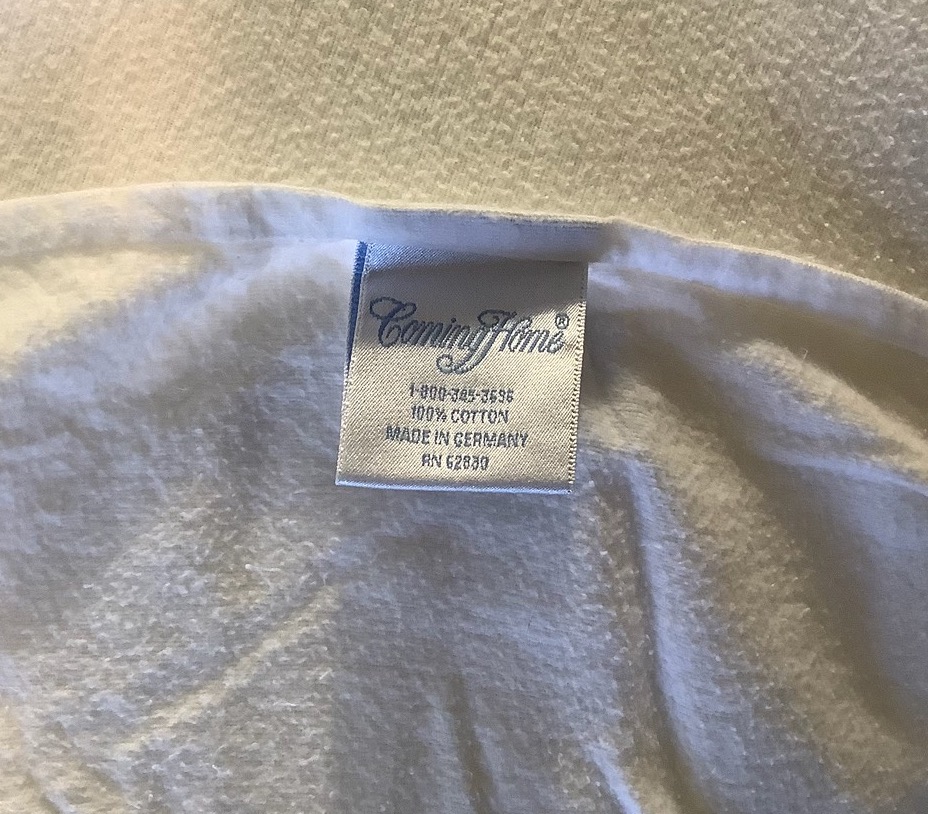 Coming Home®
1-800-345-3696
100% COTTON
MADE IN GERMANY
RN 62830